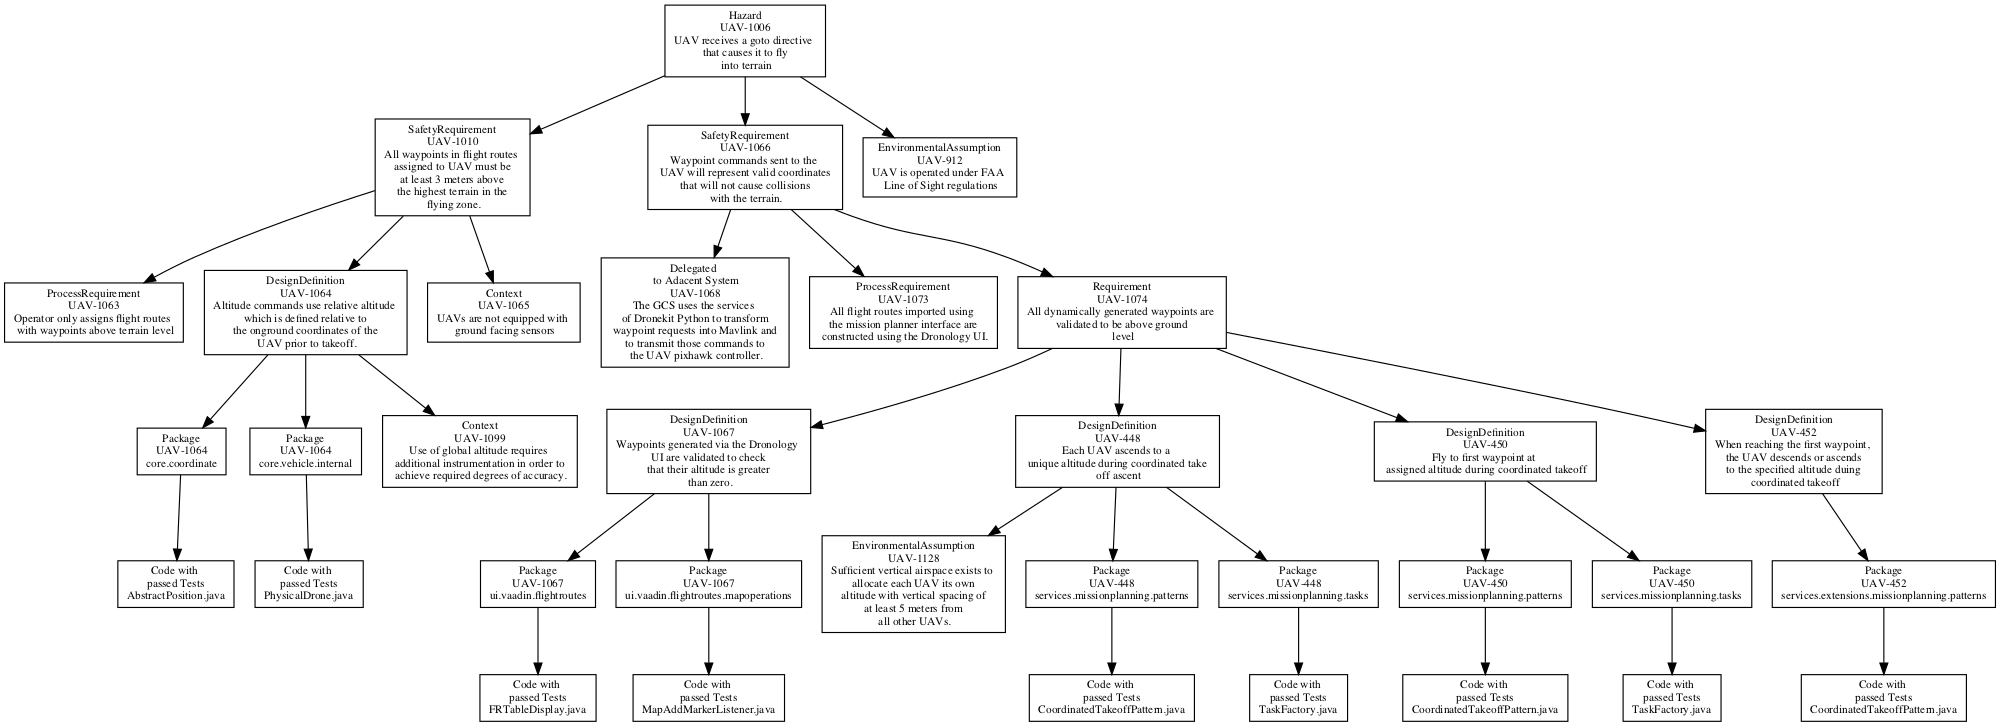 Hazard
UAV-1006
UAV receives a goto directive
that causes it to fly
into terrain
SafetyRequirement
UAV-1010
All waypoints in flight routes
assigned to UAV must be
at least 3 meters above
the highest terrain in the
flying zone.
SafetyRequirement
UAV-1066
Waypoint commands sent to the
UAV will represent valid coordinates
that will not cause collisions
with the terrain.
EnvironmentalAssumption
UAV-912
UAV is operated under FAA
Line of Sight regulations
ProcessRequirement
UAV-1063
Operator only assigns flight routes
with waypoints above terrain level
DesignDefinition
UAV-1064
Altitude commands use relative altitude
which is defined relative to
the onground coordinates of the
UAV prior to takeoff.
Context
UAV-1065
UAVs are not equipped with
ground facing sensors
Delegated
to Adacent System
UAV-1068
The GCS uses the services
of Dronekit Python to transform
waypoint requests into Mavlink and
to transmit those commands to
the UAV pixhawk controller.
ProcessRequirement
UAV-1073
All flight routes imported using
the mission planner interface are
constructed using the Dronology UI.
Requirement
UAV-1074
All dynamically generated waypoints are
validated to be above ground
level
Package
UAV-1064
core.coordinate
Package
UAV-1064
core.vehicle.internal
Context
UAV-1099
Use of global altitude requires
additional instrumentation in order to
achieve required degrees of accuracy.
DesignDefinition
UAV-1067
Waypoints generated via the Dronology
UI are validated to check
that their altitude is greater
than zero.
DesignDefinition
UAV-448
Each UAV ascends to a
unique altitude during coordinated take
off ascent
DesignDefinition
UAV-450
Fly to first waypoint at
assigned altitude during coordinated takeoff
DesignDefinition
UAV-452
When reaching the first waypoint,
the UAV descends or ascends
to the specified altitude duing
coordinated takeoff
Code with
passed Tests
AbstractPosition.java
Code with
passed Tests
PhysicalDrone.java
Package
UAV-1067
ui.vaadin.flightroutes
Package
UAV-1067
ui.vaadin.flightroutes.mapoperations
EnvironmentalAssumption
UAV-1128
Sufficient vertical airspace exists to
allocate each UAV its own
altitude with vertical spacing of
at least 5 meters from
all other UAVs.
Package
UAV-448
services.missionplanning.patterns
Package
UAV-448
services.missionplanning.tasks
Package
UAV-450
services.missionplanning.patterns
Package
UAV-450
services.missionplanning.tasks
Package
UAV-452
services.extensions.missionplanning.patterns
Code with
passed Tests
FRTableDisplay.java
Code with
passed Tests
MapAddMarkerListener.java
Code with
passed Tests
CoordinatedTakeoffPattern.java
Code with
passed Tests
TaskFactory.java
Code with
passed Tests
CoordinatedTakeoffPattern.java
Code with
passed Tests
TaskFactory.java
Code with
passed Tests
CoordinatedTakeoffPattern.java